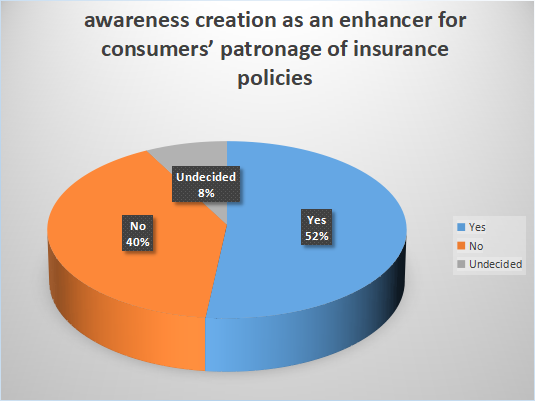 awareness creation as an enhancer for
consumers’ patronage of insurance
policies
Undecided
8%
No
40%
Yes
52%
Yes
No
Undecided